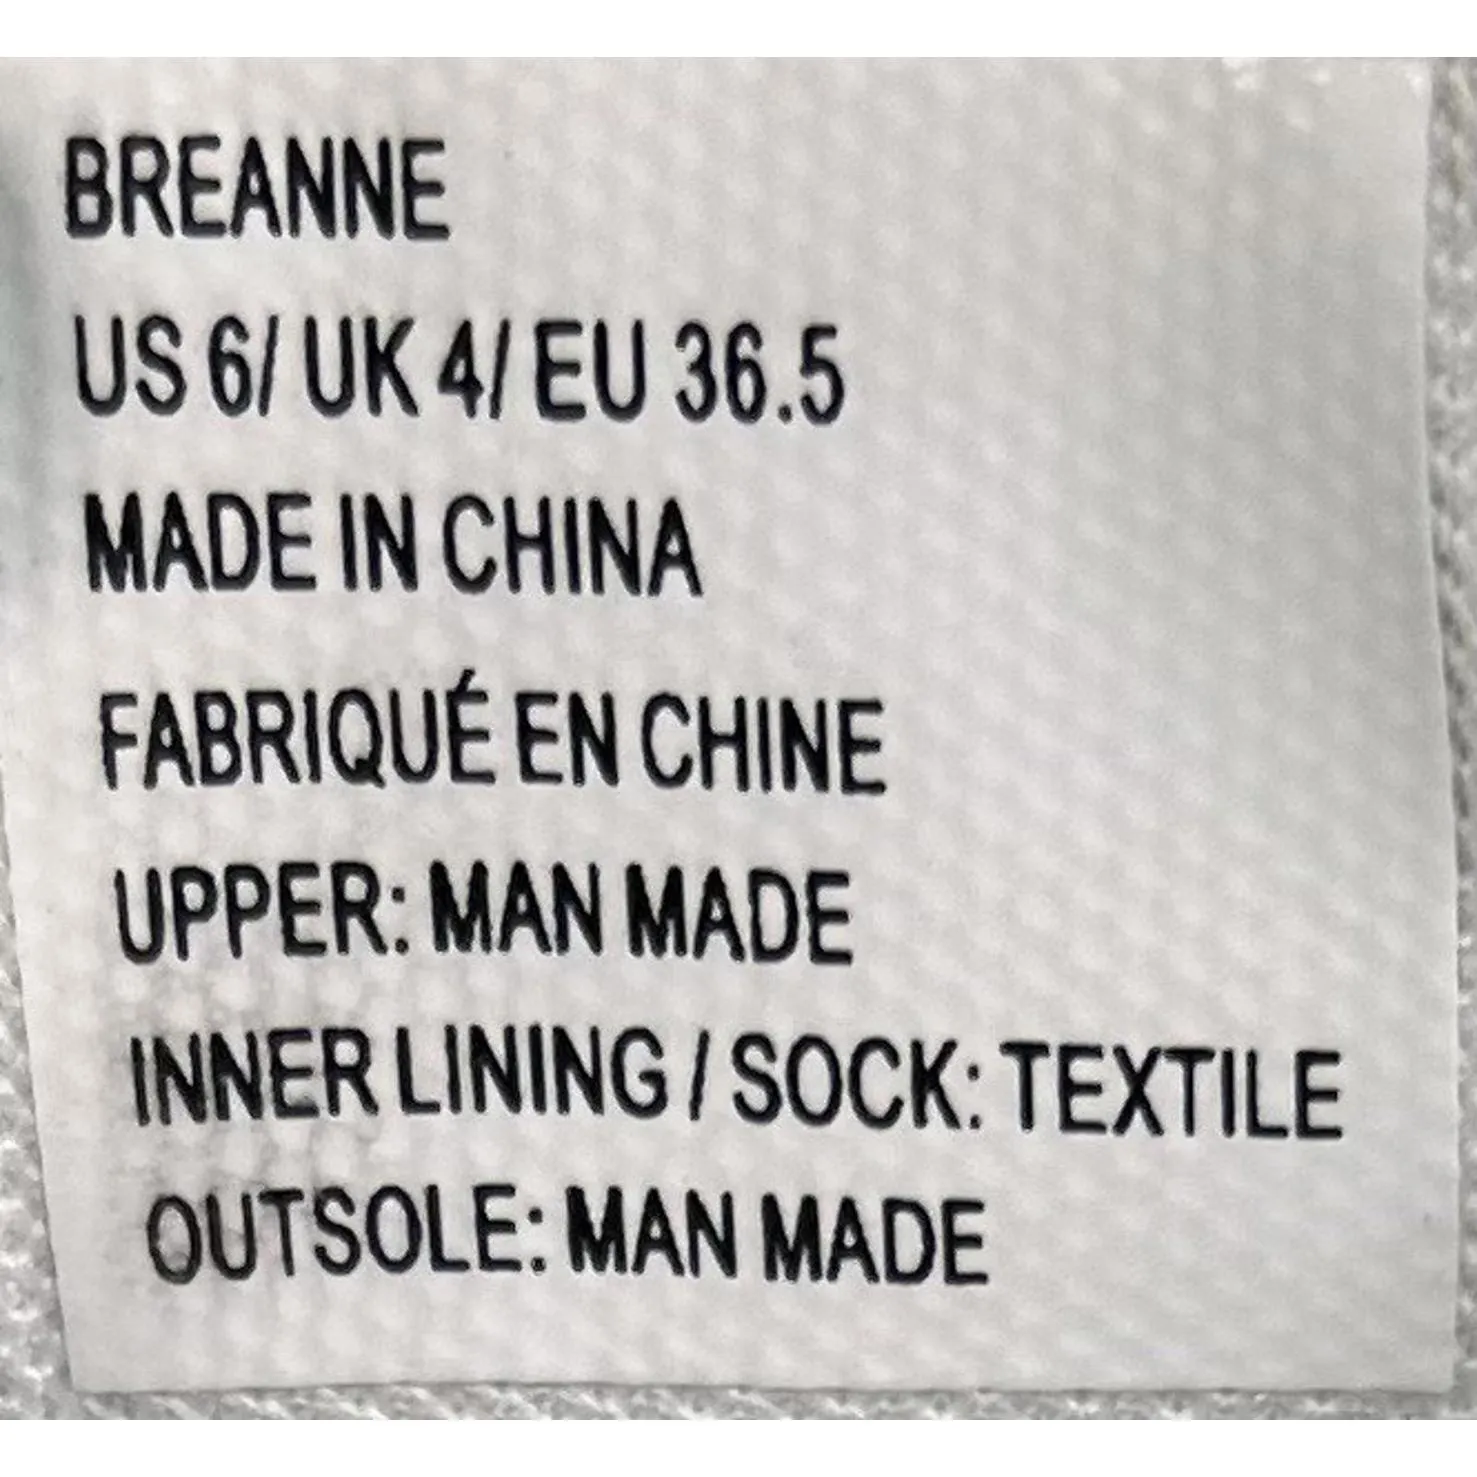 BREANNE
US 6/ UK 4/ EU 36.5
MADE IN CHINA
FABRIQUÉ EN CHINE
UPPER: MAN MADE
INNER LINING / SOCK: TEXTILE
OUTSOLE: MAN MADE